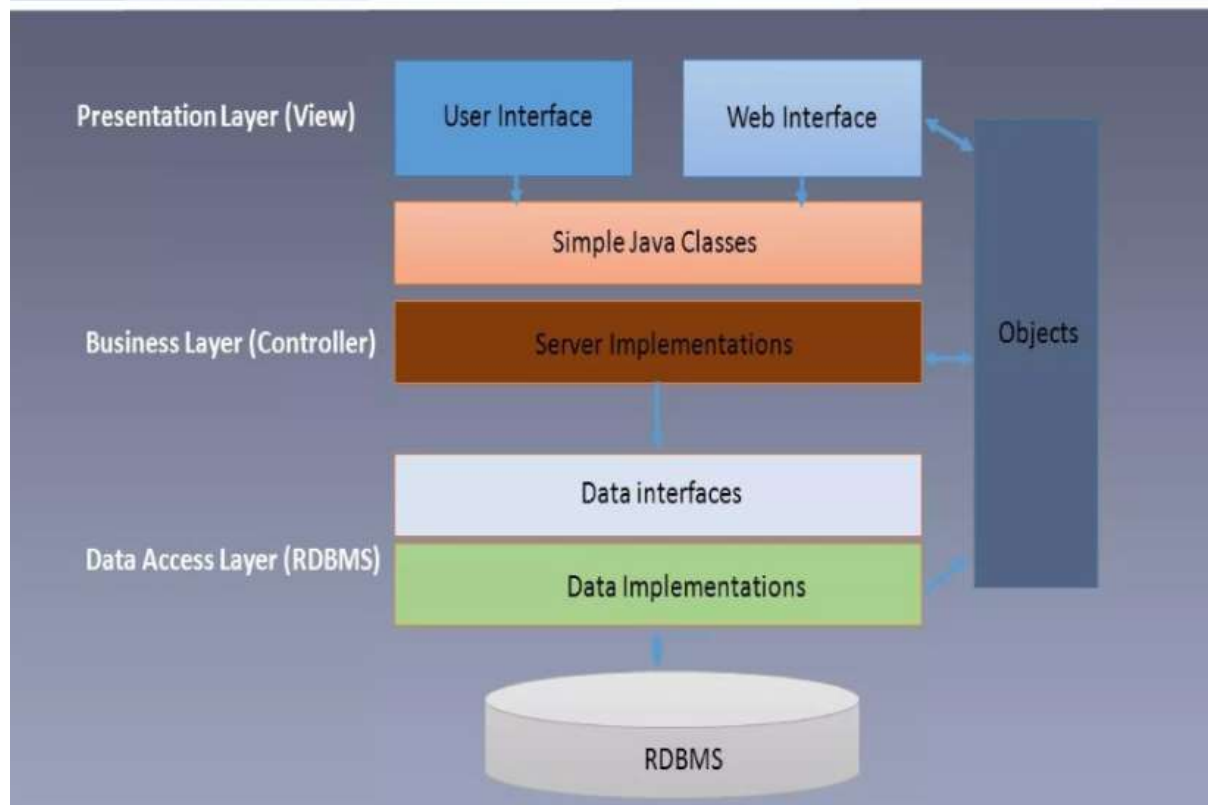 Presentation Layer (View)
User Interface
Web Interface
Simple Java Classes
Business Layer (Controller)
Server Implementations
Objects
Data interfaces
Data Access Layer (RDBMS)
Data Implementations
RDBMS